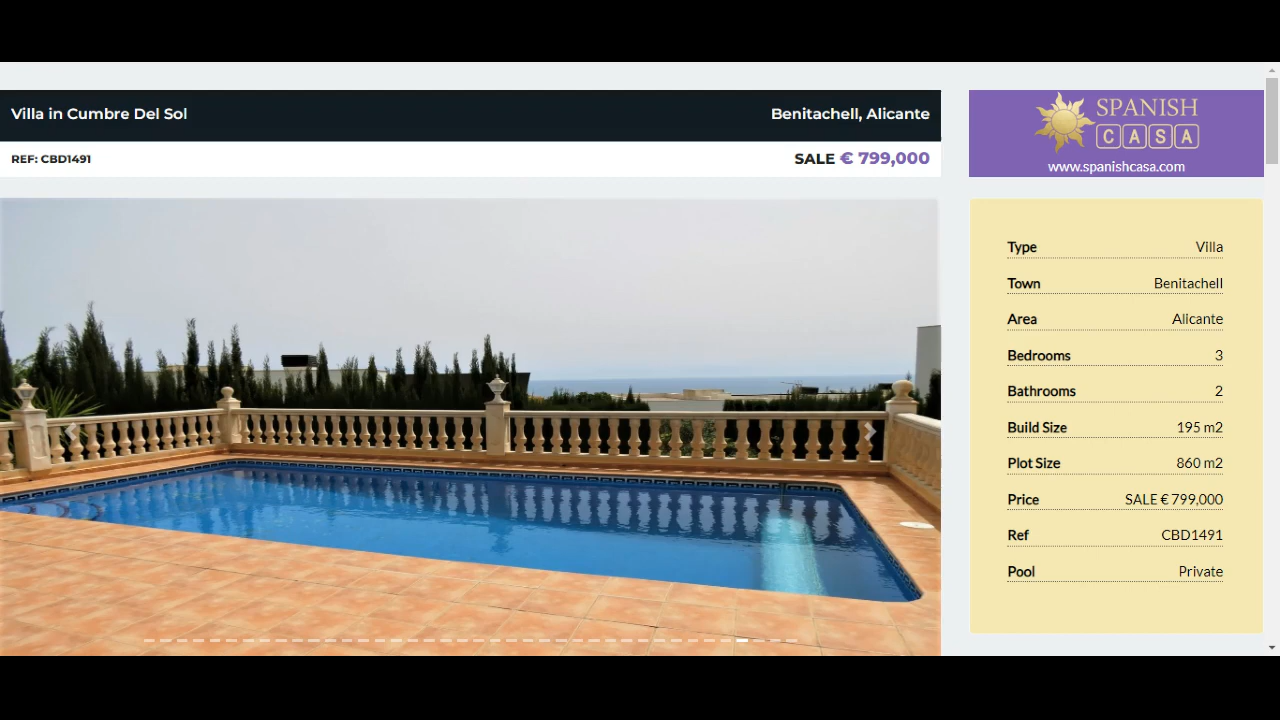 Villa in Cumbre Del Sol
Benitachell, Alicante
REF: CBD1491
SALE € 799,000
SPANISH
CASA
www.spanishcasa.com
Type Villa
Town Benitachell
Area Alicante
Bedrooms 3
Bathrooms 2
Build Size 195 m2
Plot Size 860 m2
Price SALE € 799,000
Ref CBD1491
Pool Private